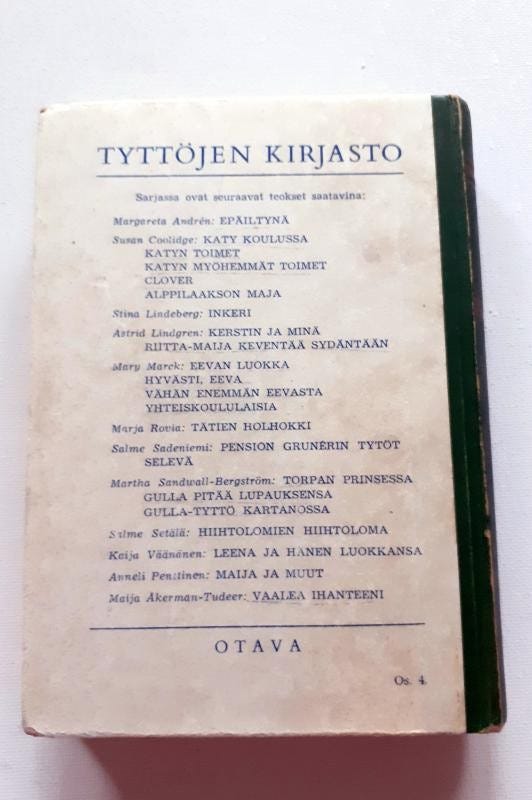 TYTTÖJEN KIRJASTO
Sarjassa ovat seuraavat teokset saatavina:
Margareta Andrén: EPÄILTYNÄ
Susan Coolidge: KATY KOULUSSA
KATYN TOIMET
KATYN MYÖHEMMÄT TOIMET
CLOVER
ALPPILAAKSON MAJA
Stina Lindeberg: INKERI
Astrid Lindgren: KERSTIN JA MINÄ
RIITTA-MAIJA KEVENTÄÄ SYDÄNTÄÄN
Mary Marck: EEVAN LUOKKA
HYVÄSTI, EEVA
VÄHÄN ENEMMÄN EEVASTA
YHTEISKOULULAISIA
Marja Rovia: TÄTIEN HOLHOKKI
Salme Sadeniemi: PENSION GRUNÉRIN TYTÖT
SELEVÄ
Martha Sandwall-Bergström: TORPAN PRINSESSA
GULLA PITÄÄ LUPAUKSENSA
GULLA-TYTTÖ KARTANOSSA
Salme Setälä: HIIHTOLOMIEN HIIHTOLOMA
Kaija Väänänen: LEENA JA HÄNEN LUOKKANSA
Anneli Penttinen: MAIJA JA MUUT
Maija Åkerman-Tudeer: VAALEA IHANTEENI
OTAVA
Os. 4.